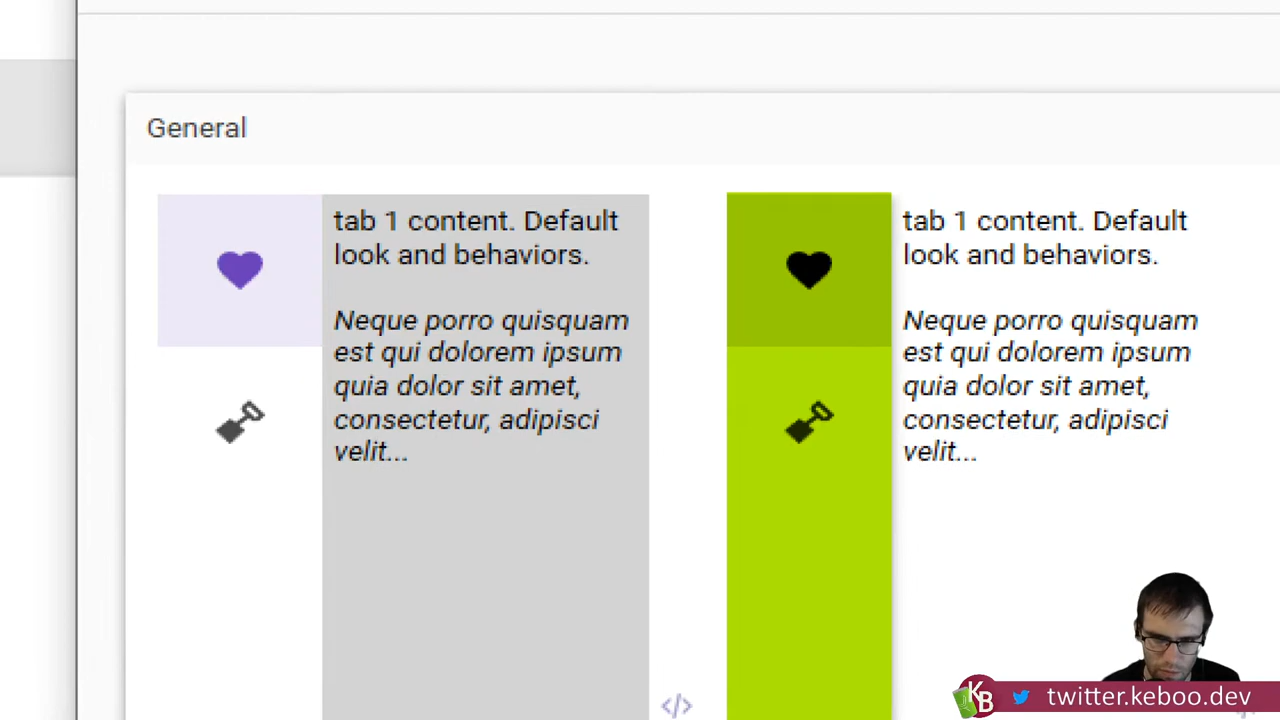 General
tab 1 content. Default
look and behaviors.
Neque porro quisquam
est qui dolorem ipsum
quia dolor sit amet,
consectetur, adipisci
velit...
tab 1 content. Default
look and behaviors.
Neque porro quisquam
est qui dolorem ipsum
quia dolor sit amet,
consectetur, adipisci
velit...
</>
KB
twitter.keboo.dev